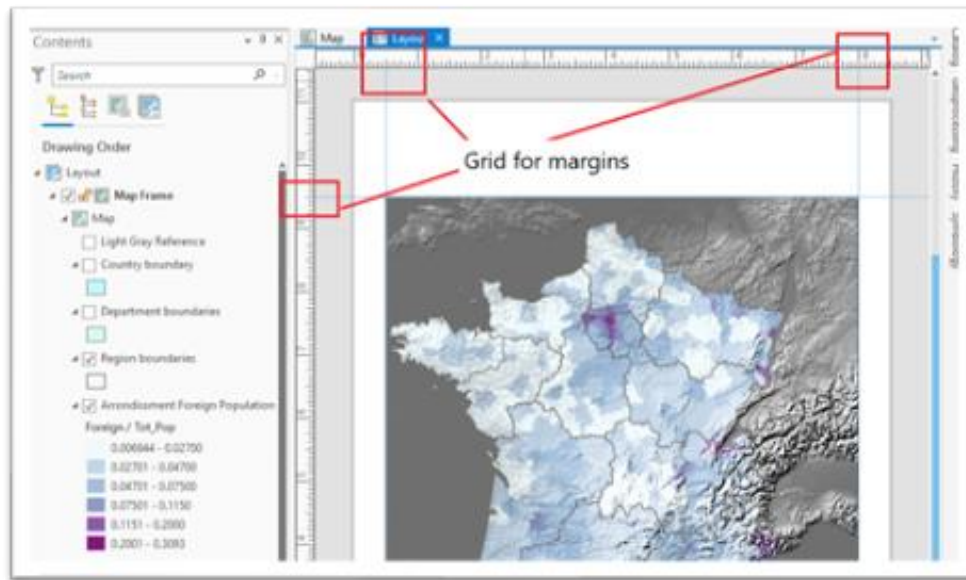 Contents
Map
Layout
Search
Drawing Order
Layout
Map Frame
Map
Light Gray Reference
Country boundary
Department boundaries
Region boundaries
Arrondissment Foreign Population
Foreign / Tot_Pop
0.006944 - 0.02700
0.02701 - 0.04700
0.04701 - 0.07500
0.07501 - 0.1150
0.1151 - 0.2000
0.2001 - 0.3093
Grid for margins